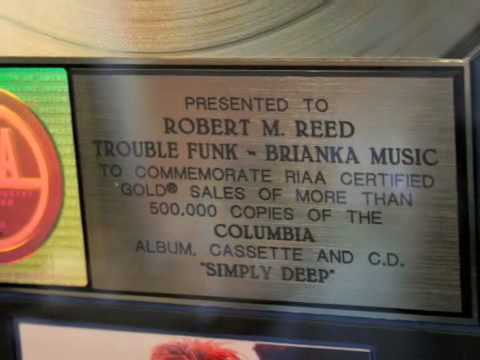 PRESENTED TO
ROBERT M. REED
TROUBLE FUNK - BRIANKA MUSIC
TO COMMEMORATE RIAA CERTIFIED
GOLD® SALES OF MORE THAN
500,000 COPIES OF THE
COLUMBIA
ALBUM, CASSETTE AND C.D.
"SIMPLY DEEP"